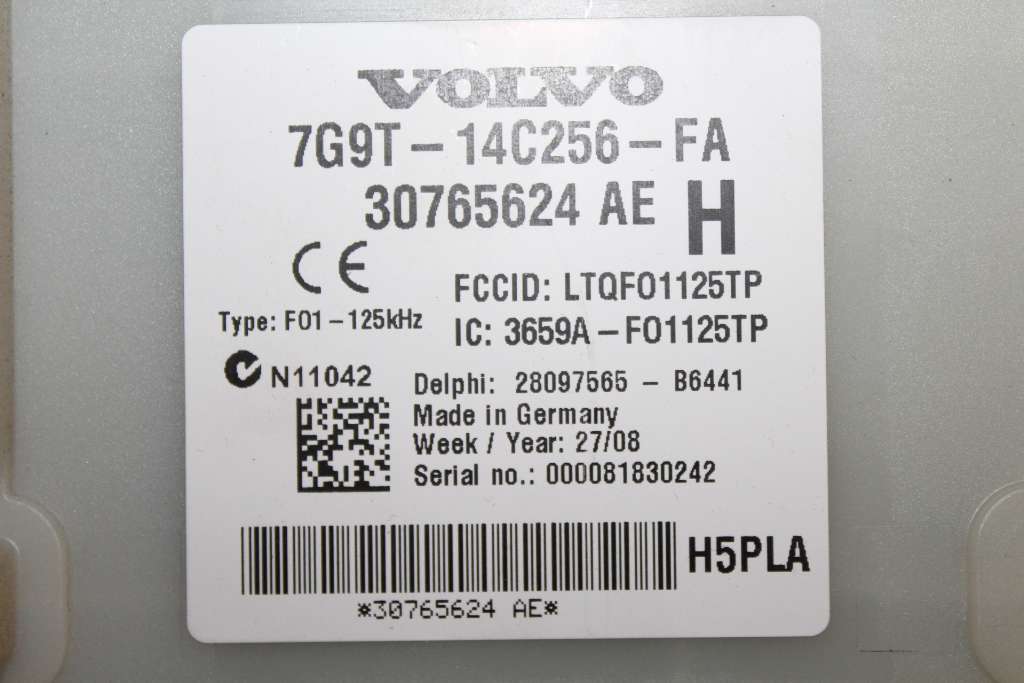 VOLVO
7G9T-14C256-FA
30765624 AE H
CE
FCCID: LTQFO1125TP
Type: F01-125kHz
IC: 3659A-FO1125TP
N11042
Delphi: 28097565 - B6441
Made in Germany
Week / Year: 27/08
Serial no.: 000081830242
H5PLA
*30765624 AE*